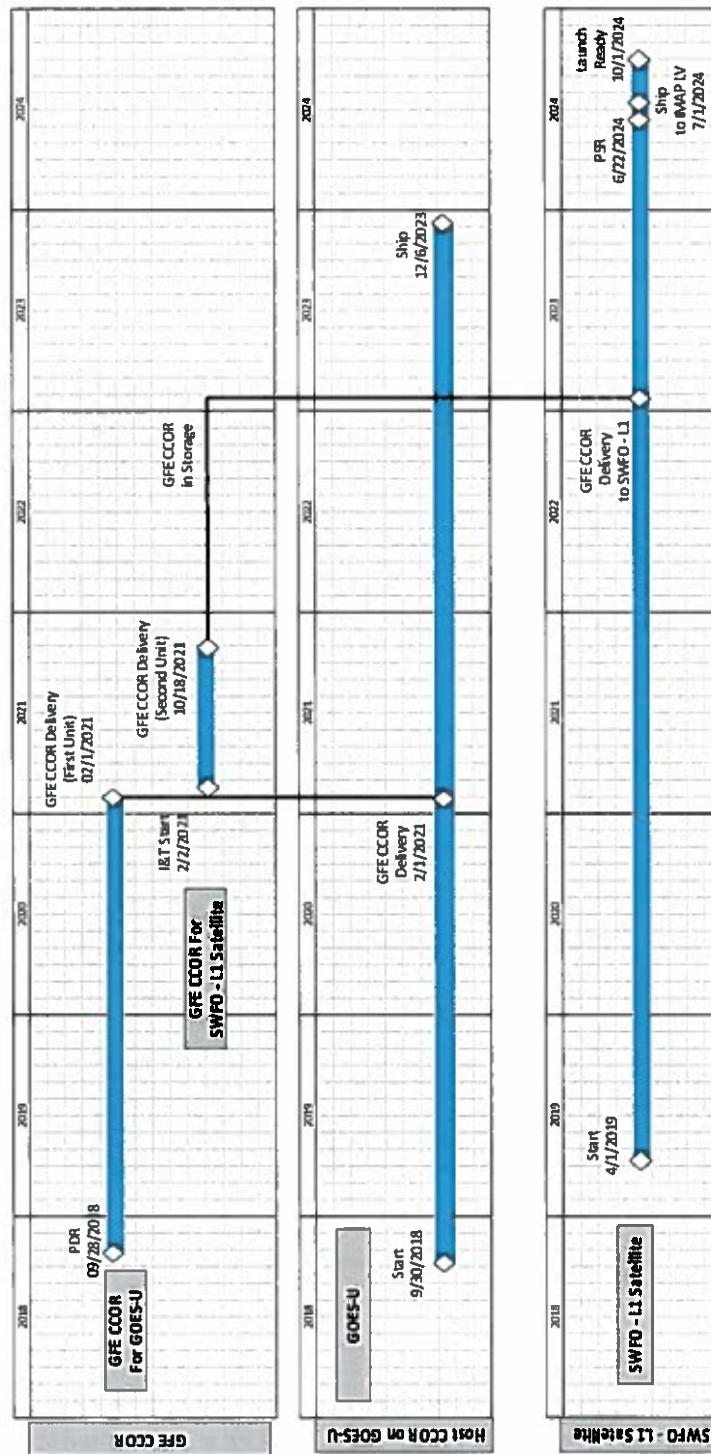 GFE CCOR
2018
2019
2020
2021
2022
2023
2024
GFE CCOR
For GOES-U
PDR
09/28/2018
GFE CCOR Delivery
(First Unit)
02/1/2021
GFE CCOR For
SWFO - L1 Satellite
I&T Start
2/2/2021
GFE CCOR Delivery
(Second Unit)
10/18/2021
GFE CCOR
in Storage
Host CCOR on GOES-U
2018
2019
2020
2021
2022
2023
2024
GOES-U
Start
9/30/2018
GFE CCOR
Delivery
2/1/2021
Ship
12/6/2023
SWFO - L1 Satellite
2018
2019
2020
2021
2022
2023
2024
SWFO - L1 Satellite
Start
4/1/2019
GFE CCOR
Delivery
to SWFO - L1
PSR
6/22/2024
Ship
to IMAP LV
7/1/2024
Launch
Ready
10/1/2024